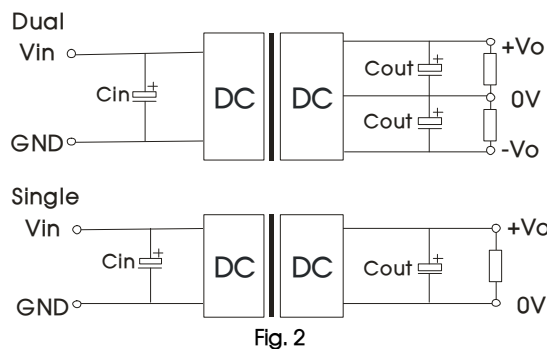 Dual
Vin
Cin
GND
DC
DC
Cout
Cout
+Vo
0V
-Vo
Single
Vin
Cin
GND
DC
DC
Cout
+Vo
0V
Fig. 2